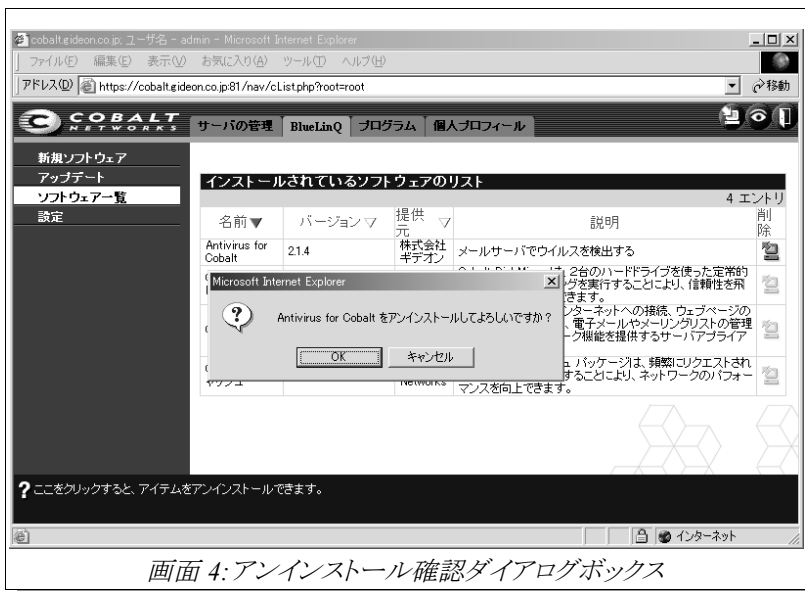 cobalt.gideon.co.jp; ユーザ名 - admin - Microsoft Internet Explorer
ファイル(F) 編集(E) 表示(V) お気に入り(A) ツール(T) ヘルプ(H)
アドレス(D) https://cobalt.gideon.co.jp:81/nav/cList.php?root=root 移動
COBALT NETWORKS
サーバの管理 BlueLinQ プログラム 個人プロフィール
新規ソフトウェア
アップデート
ソフトウェア一覧
設定
インストールされているソフトウェアのリスト
4 エントリ
名前▼ バージョン▽ 提供元 ▽ 説明 削除
Antivirus for Cobalt 2.1.4 株式会社ギデオン メールサーバでウイルスを検出する
2台のハードドライブを使った定常的
グを実行することにより、信頼性を飛
できます。
ンターネットへの接続、ウェブページの
、電子メールやメーリングリストの管理
ーク機能を提供するサーバアプライア
ュ パッケージは、頻繁にリクエストされ
することにより、ネットワークのパフォー
マンスを向上できます。
Microsoft Internet Explorer
Antivirus for Cobalt をアンインストールしてよろしいですか?
OK キャンセル
?ここをクリックすると、アイテムをアンインストールできます。
インターネット
画面 4:アンインストール確認ダイアログボックス